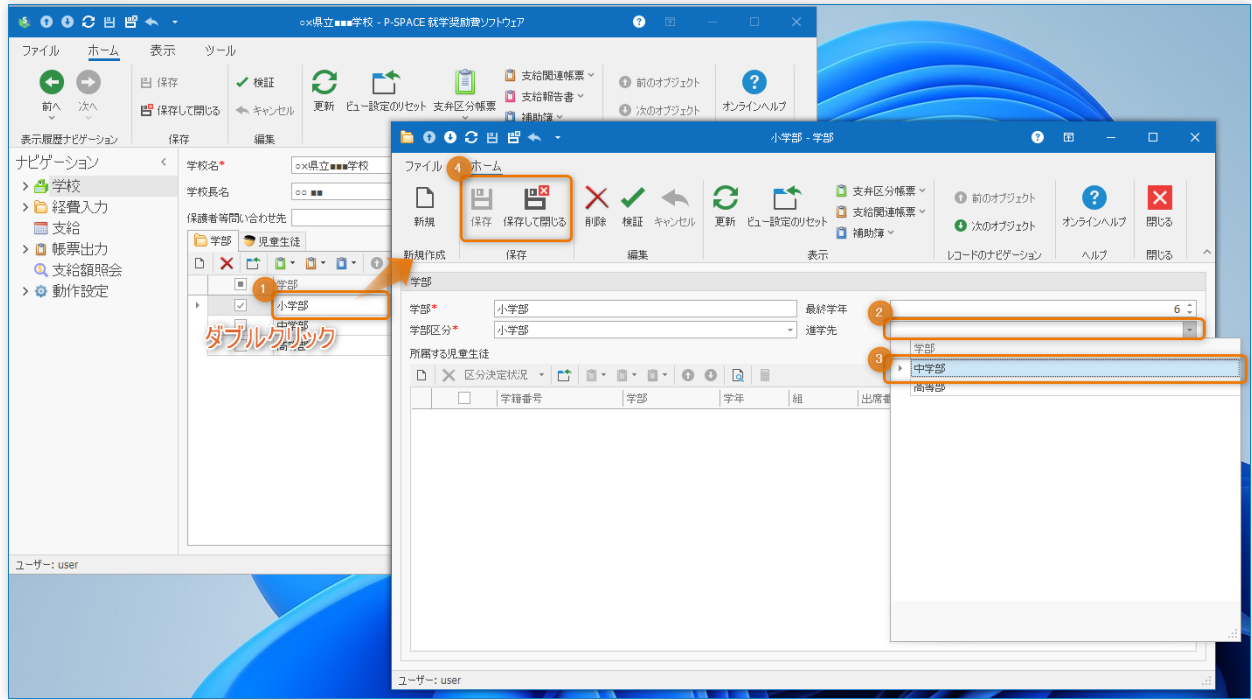 ○×県立■■■学校 - P-SPACE 就学奨励費ソフトウェア
ファイル ホーム 表示 ツール
前へ 次へ
保存
保存して閉じる
検証
キャンセル
更新 ビュー設定のリセット 支弁区分帳票
支給関連帳票
支給報告書
補助簿
前のオブジェクト
次のオブジェクト
オンラインヘルプ
表示履歴ナビゲーション 保存 編集
ナビゲーション
学校
経費入力
支給
帳票出力
支給額照会
動作設定
学校名* ○×県立■■■学校
学校長名 ○○ ■■
保護者等問い合わせ先
学部 児童生徒
学部
1
小学部
中学部
高等部
ダブルクリック
ユーザー: user
小学部 - 学部
ファイル ホーム
4
新規 保存 保存して閉じる 削除 検証 キャンセル 更新 ビュー設定のリセット
支弁区分帳票
支給関連帳票
補助簿
前のオブジェクト
次のオブジェクト
オンラインヘルプ 閉じる
新規作成 保存 編集 表示 レコードのナビゲーション ヘルプ 閉じる
学部
学部* 小学部 最終学年 6
2
学部区分* 小学部 進学先
所属する児童生徒
区分決定状況
学籍番号 学部 学年 組
学部
3
中学部
高等部
ユーザー: user